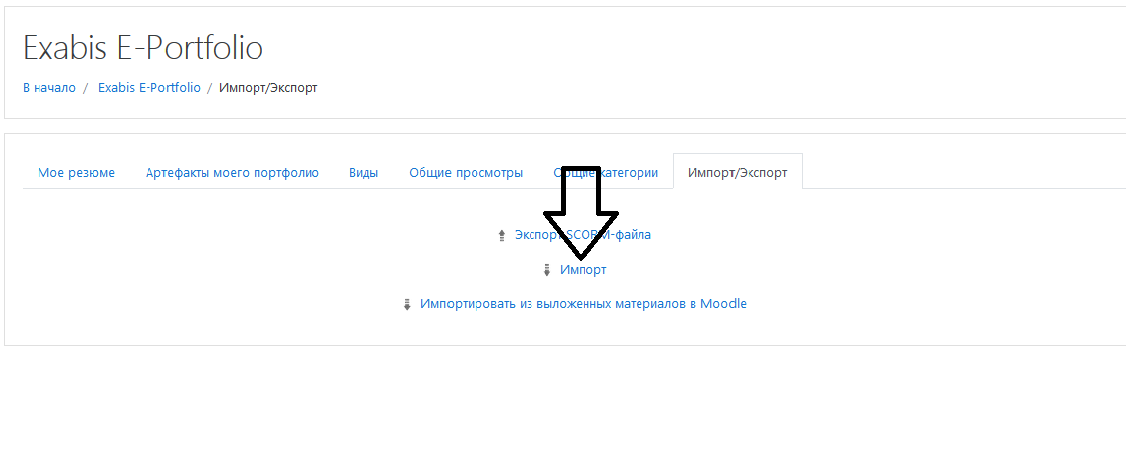 Exabis E-Portfolio
В начало / Exabis E-Portfolio / Импорт/Экспорт
Мое резюме Артефакты моего портфолио Виды Общие просмотры Общие категории Импорт/Экспорт
Экспорт SCORM-файла
Импорт
Импортировать из выложенных материалов в Moodle